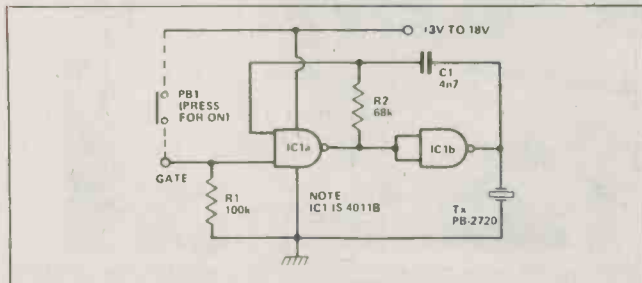 +3V TO 18V
C1
4n7
PB1
(PRESS
FOR ON)
R2
68k
IC1a
IC1b
GATE
R1
100k
NOTE
IC1 IS 4011B
Tx
PB-2720